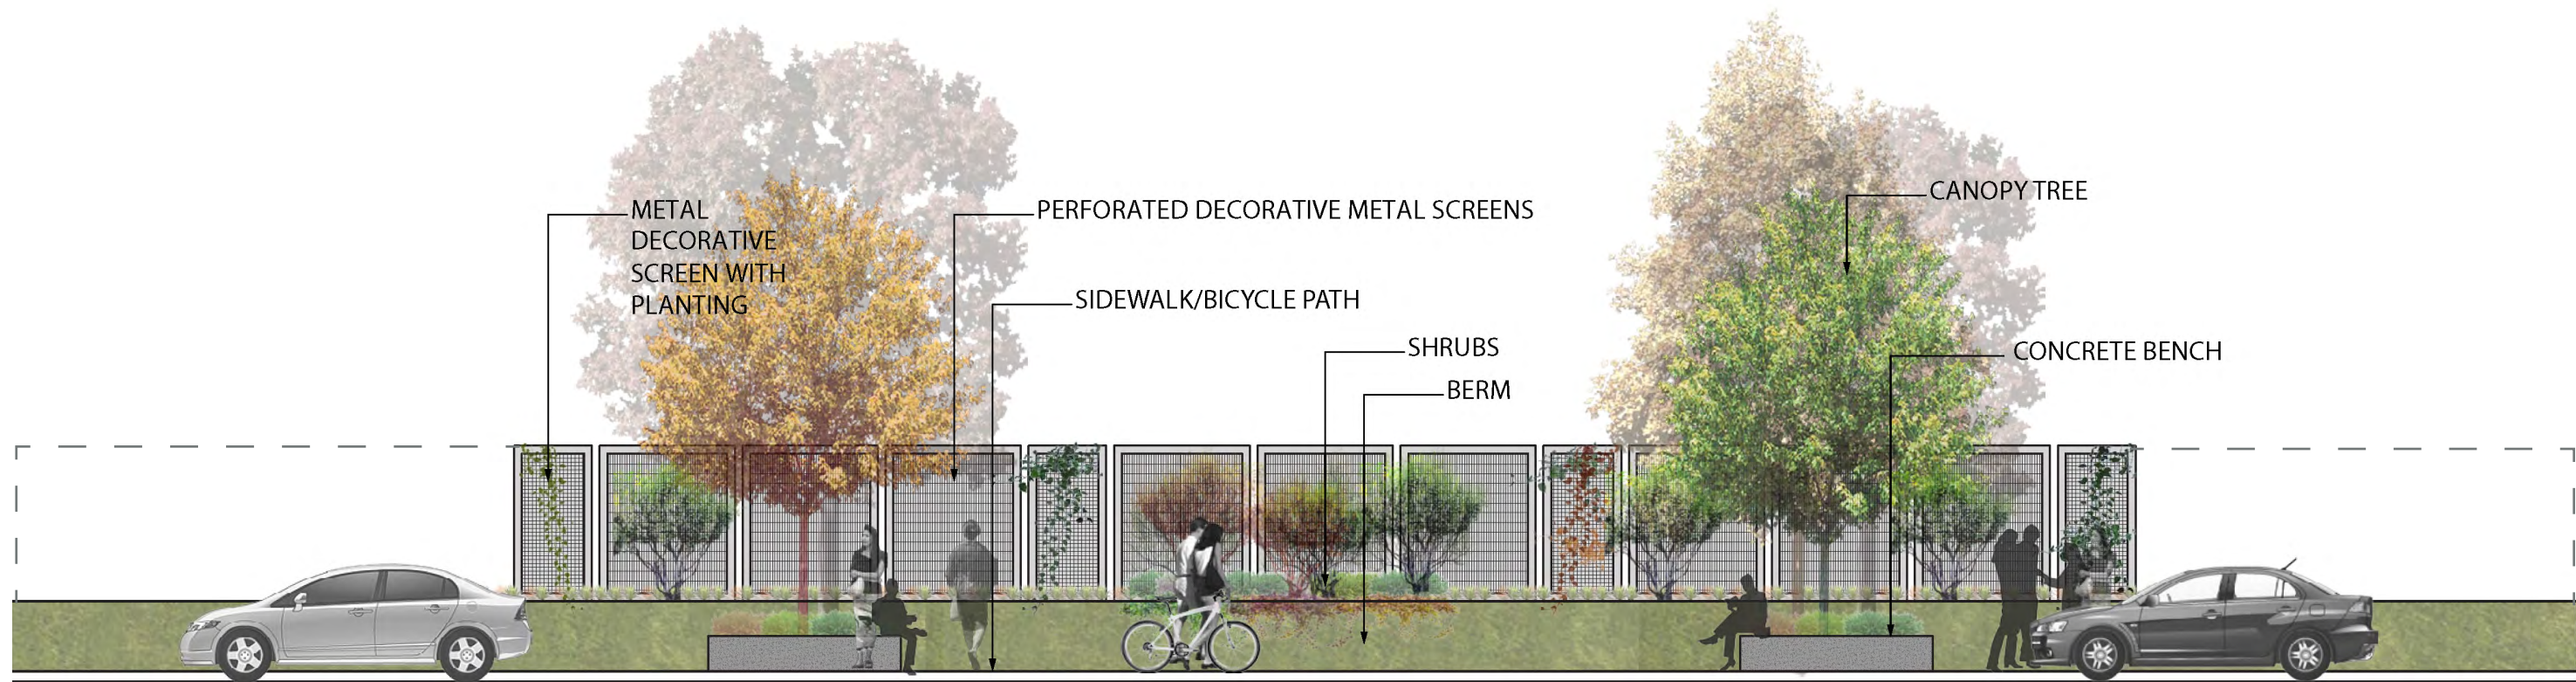 METAL
DECORATIVE
SCREEN WITH
PLANTING
PERFORATED DECORATIVE METAL SCREENS
SIDEWALK/BICYCLE PATH
SHRUBS
BERM
CANOPY TREE
CONCRETE BENCH